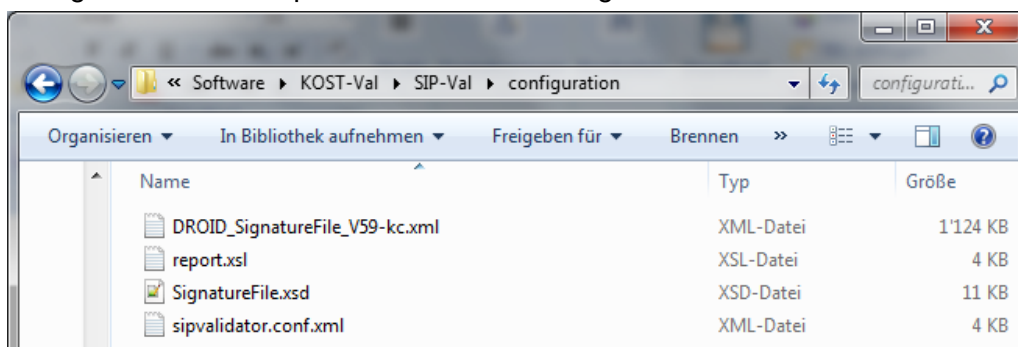 « Software ▸ KOST-Val ▸ SIP-Val ▸ configuration configurati...
Organisieren In Bibliothek aufnehmen Freigeben für Brennen »
Name Typ Größe
DROID_SignatureFile_V59-kc.xml XML-Datei 1'124 KB
report.xsl XSL-Datei 4 KB
SignatureFile.xsd XSD-Datei 11 KB
sipvalidator.conf.xml XML-Datei 4 KB